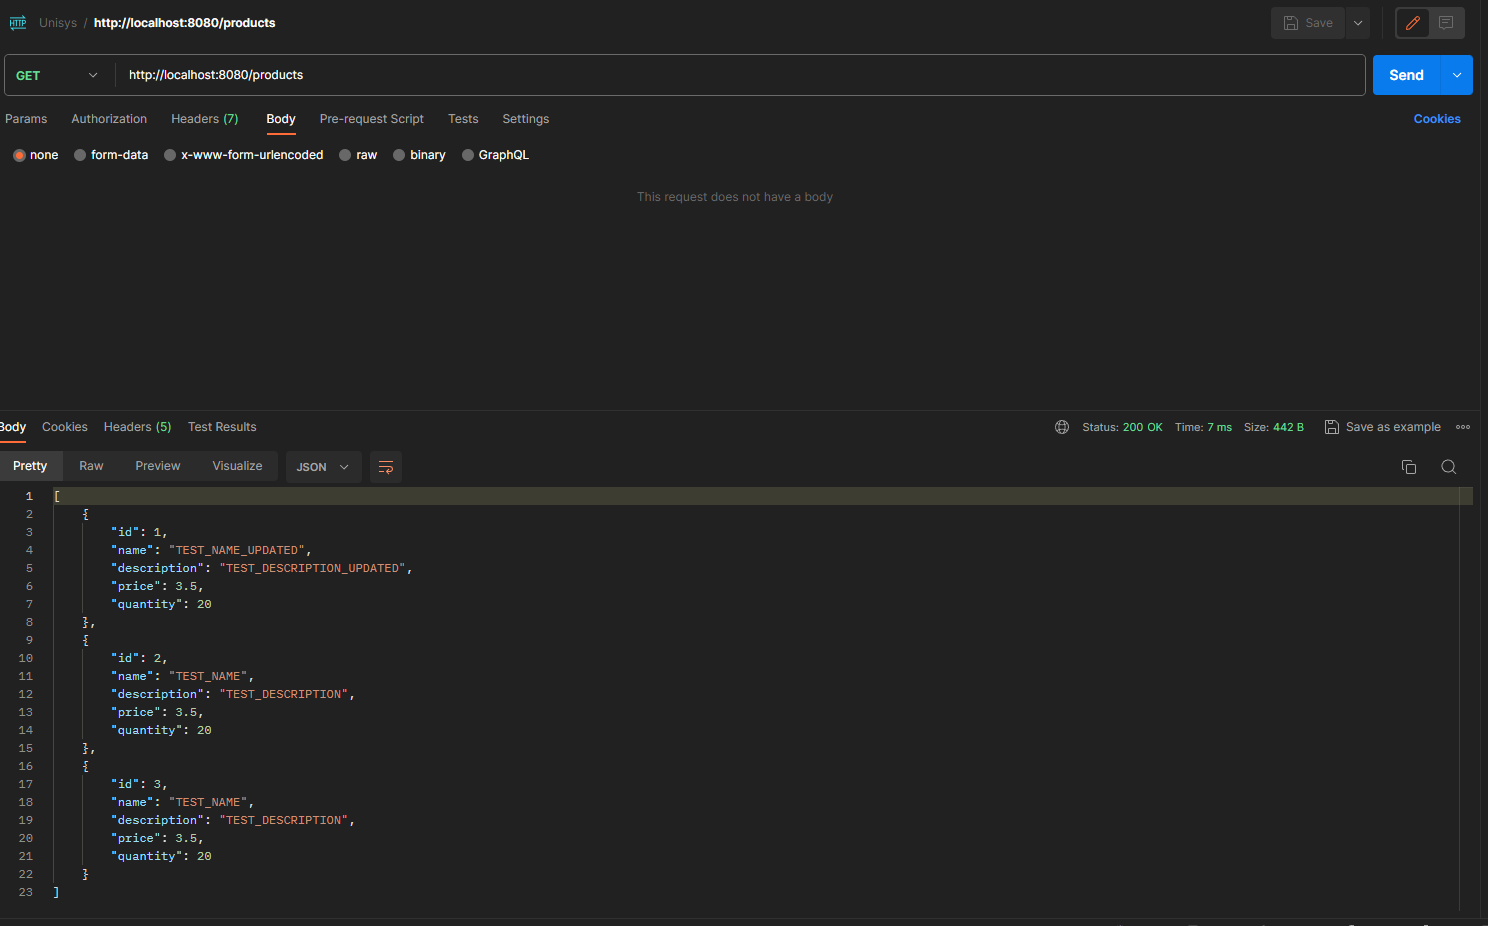 HTTP Unisys / http://localhost:8080/products Save
GET http://localhost:8080/products Send
Params Authorization Headers (7) Body Pre-request Script Tests Settings Cookies
none form-data x-www-form-urlencoded raw binary GraphQL
This request does not have a body
Body Cookies Headers (5) Test Results Status: 200 OK Time: 7 ms Size: 442 B Save as example
Pretty Raw Preview Visualize JSON
1 [
2 {
3 "id": 1,
4 "name": "TEST_NAME_UPDATED",
5 "description": "TEST_DESCRIPTION_UPDATED",
6 "price": 3.5,
7 "quantity": 20
8 },
9 {
10 "id": 2,
11 "name": "TEST_NAME",
12 "description": "TEST_DESCRIPTION",
13 "price": 3.5,
14 "quantity": 20
15 },
16 {
17 "id": 3,
18 "name": "TEST_NAME",
19 "description": "TEST_DESCRIPTION",
20 "price": 3.5,
21 "quantity": 20
22 }
23 ]